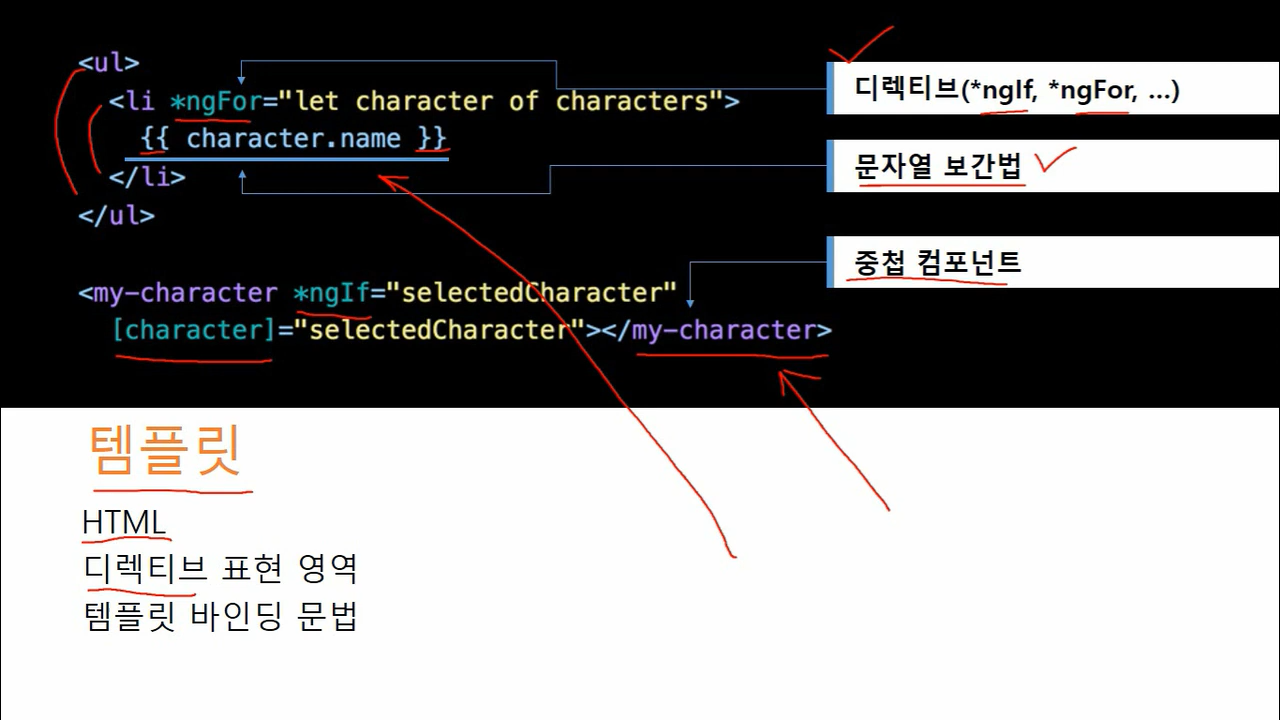 <ul>
<li *ngFor="let character of characters">
{{ character.name }}
</li>
</ul>
<my-character *ngIf="selectedCharacter"
[character]="selectedCharacter"></my-character>
디렉티브(*ngIf, *ngFor, ...)
문자열 보간법
중첩 컴포넌트
템플릿
HTML
디렉티브 표현 영역
템플릿 바인딩 문법